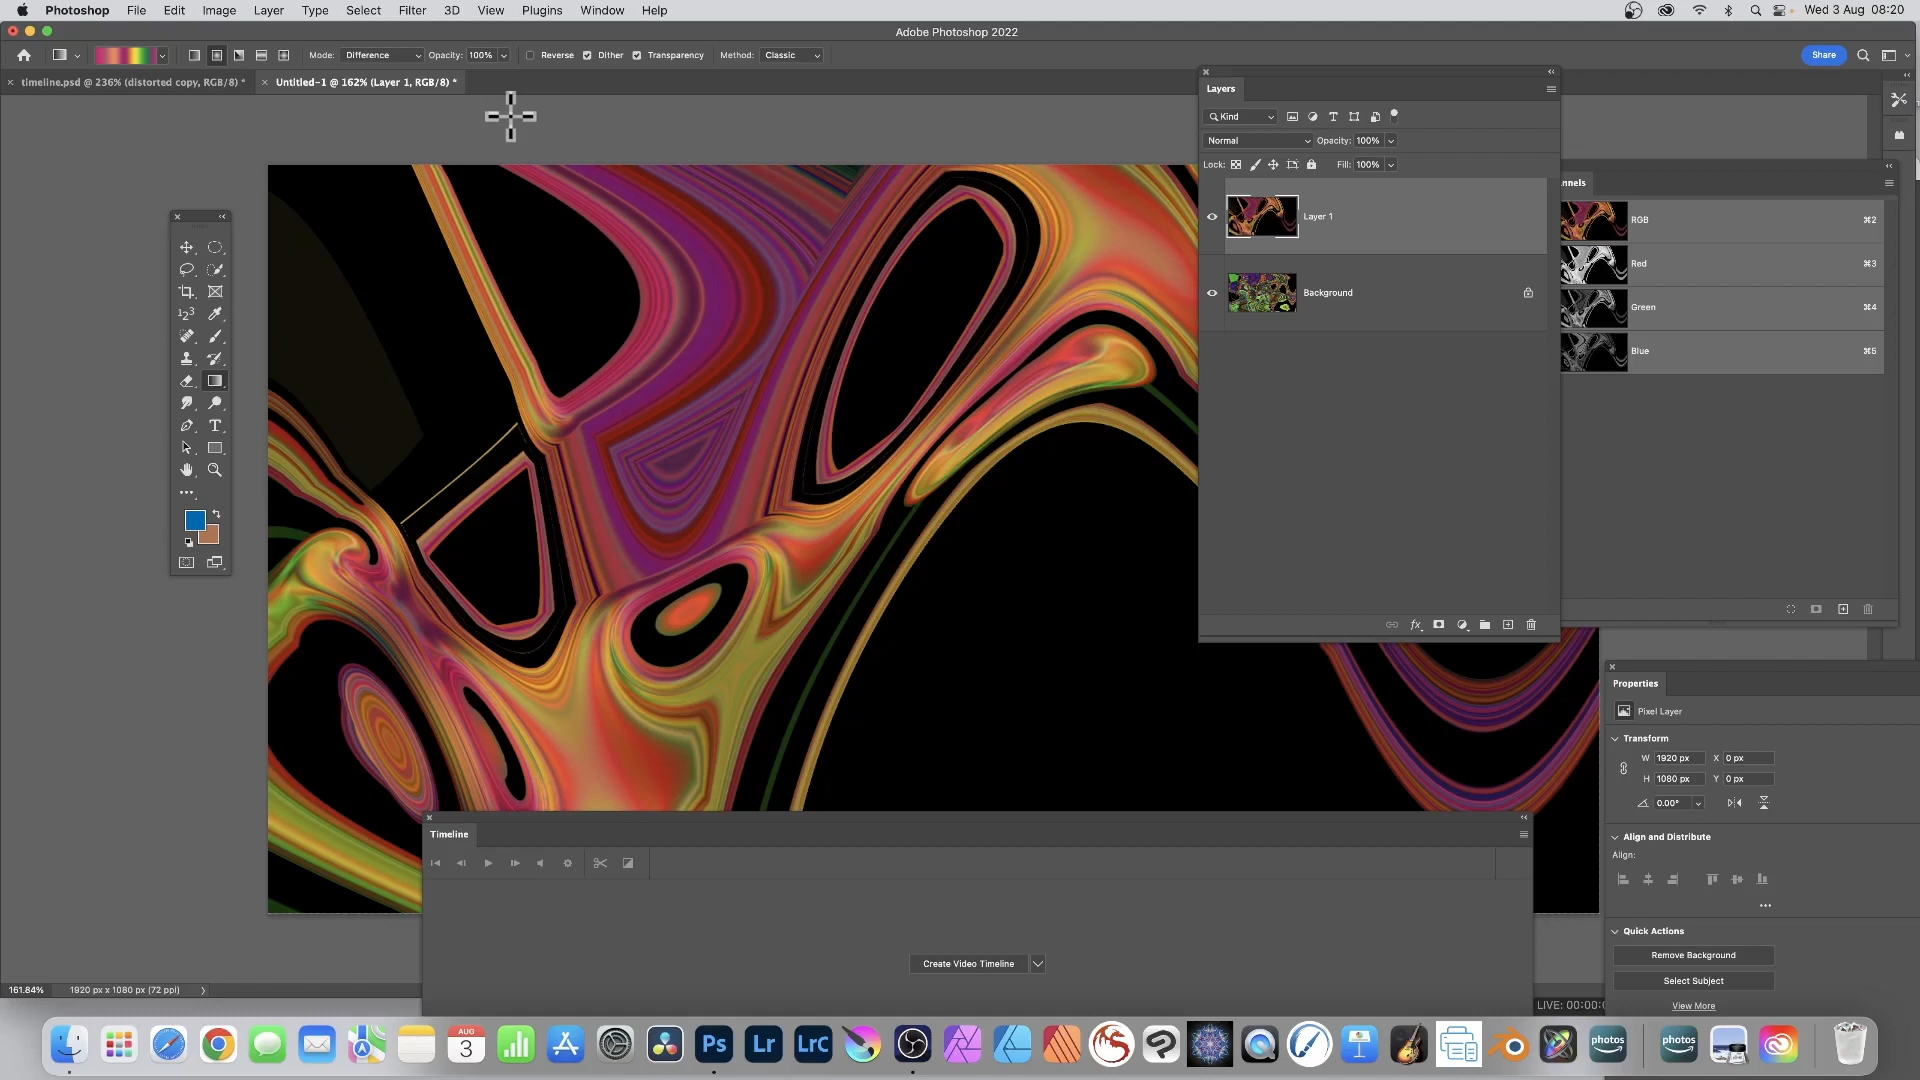 Photoshop File Edit Image Layer Type Select Filter 3D View Plugins Window Help Wed 3 Aug 08:20
Adobe Photoshop 2022
Mode: Difference Opacity: 100% Reverse Dither Transparency Method: Classic Share
timeline.psd @ 236% (distorted copy, RGB/8) * Untitled-1 @ 162% (Layer 1, RGB/8) *
Layers
Kind
Normal Opacity: 100%
Lock: Fill: 100%
Layer 1
Background
nnels
RGB ⌘2
Red ⌘3
Green ⌘4
Blue ⌘5
Properties
Pixel Layer
Transform
W 1920 px X 0 px
H 1080 px Y 0 px
0.00°
Align and Distribute
Align:
Quick Actions
Remove Background
Select Subject
View More
Timeline
Create Video Timeline
161.84% 1920 px x 1080 px (72 ppi)
LIVE: 00:00:0
AUG
3
Ps Lr LrC
photos
photos